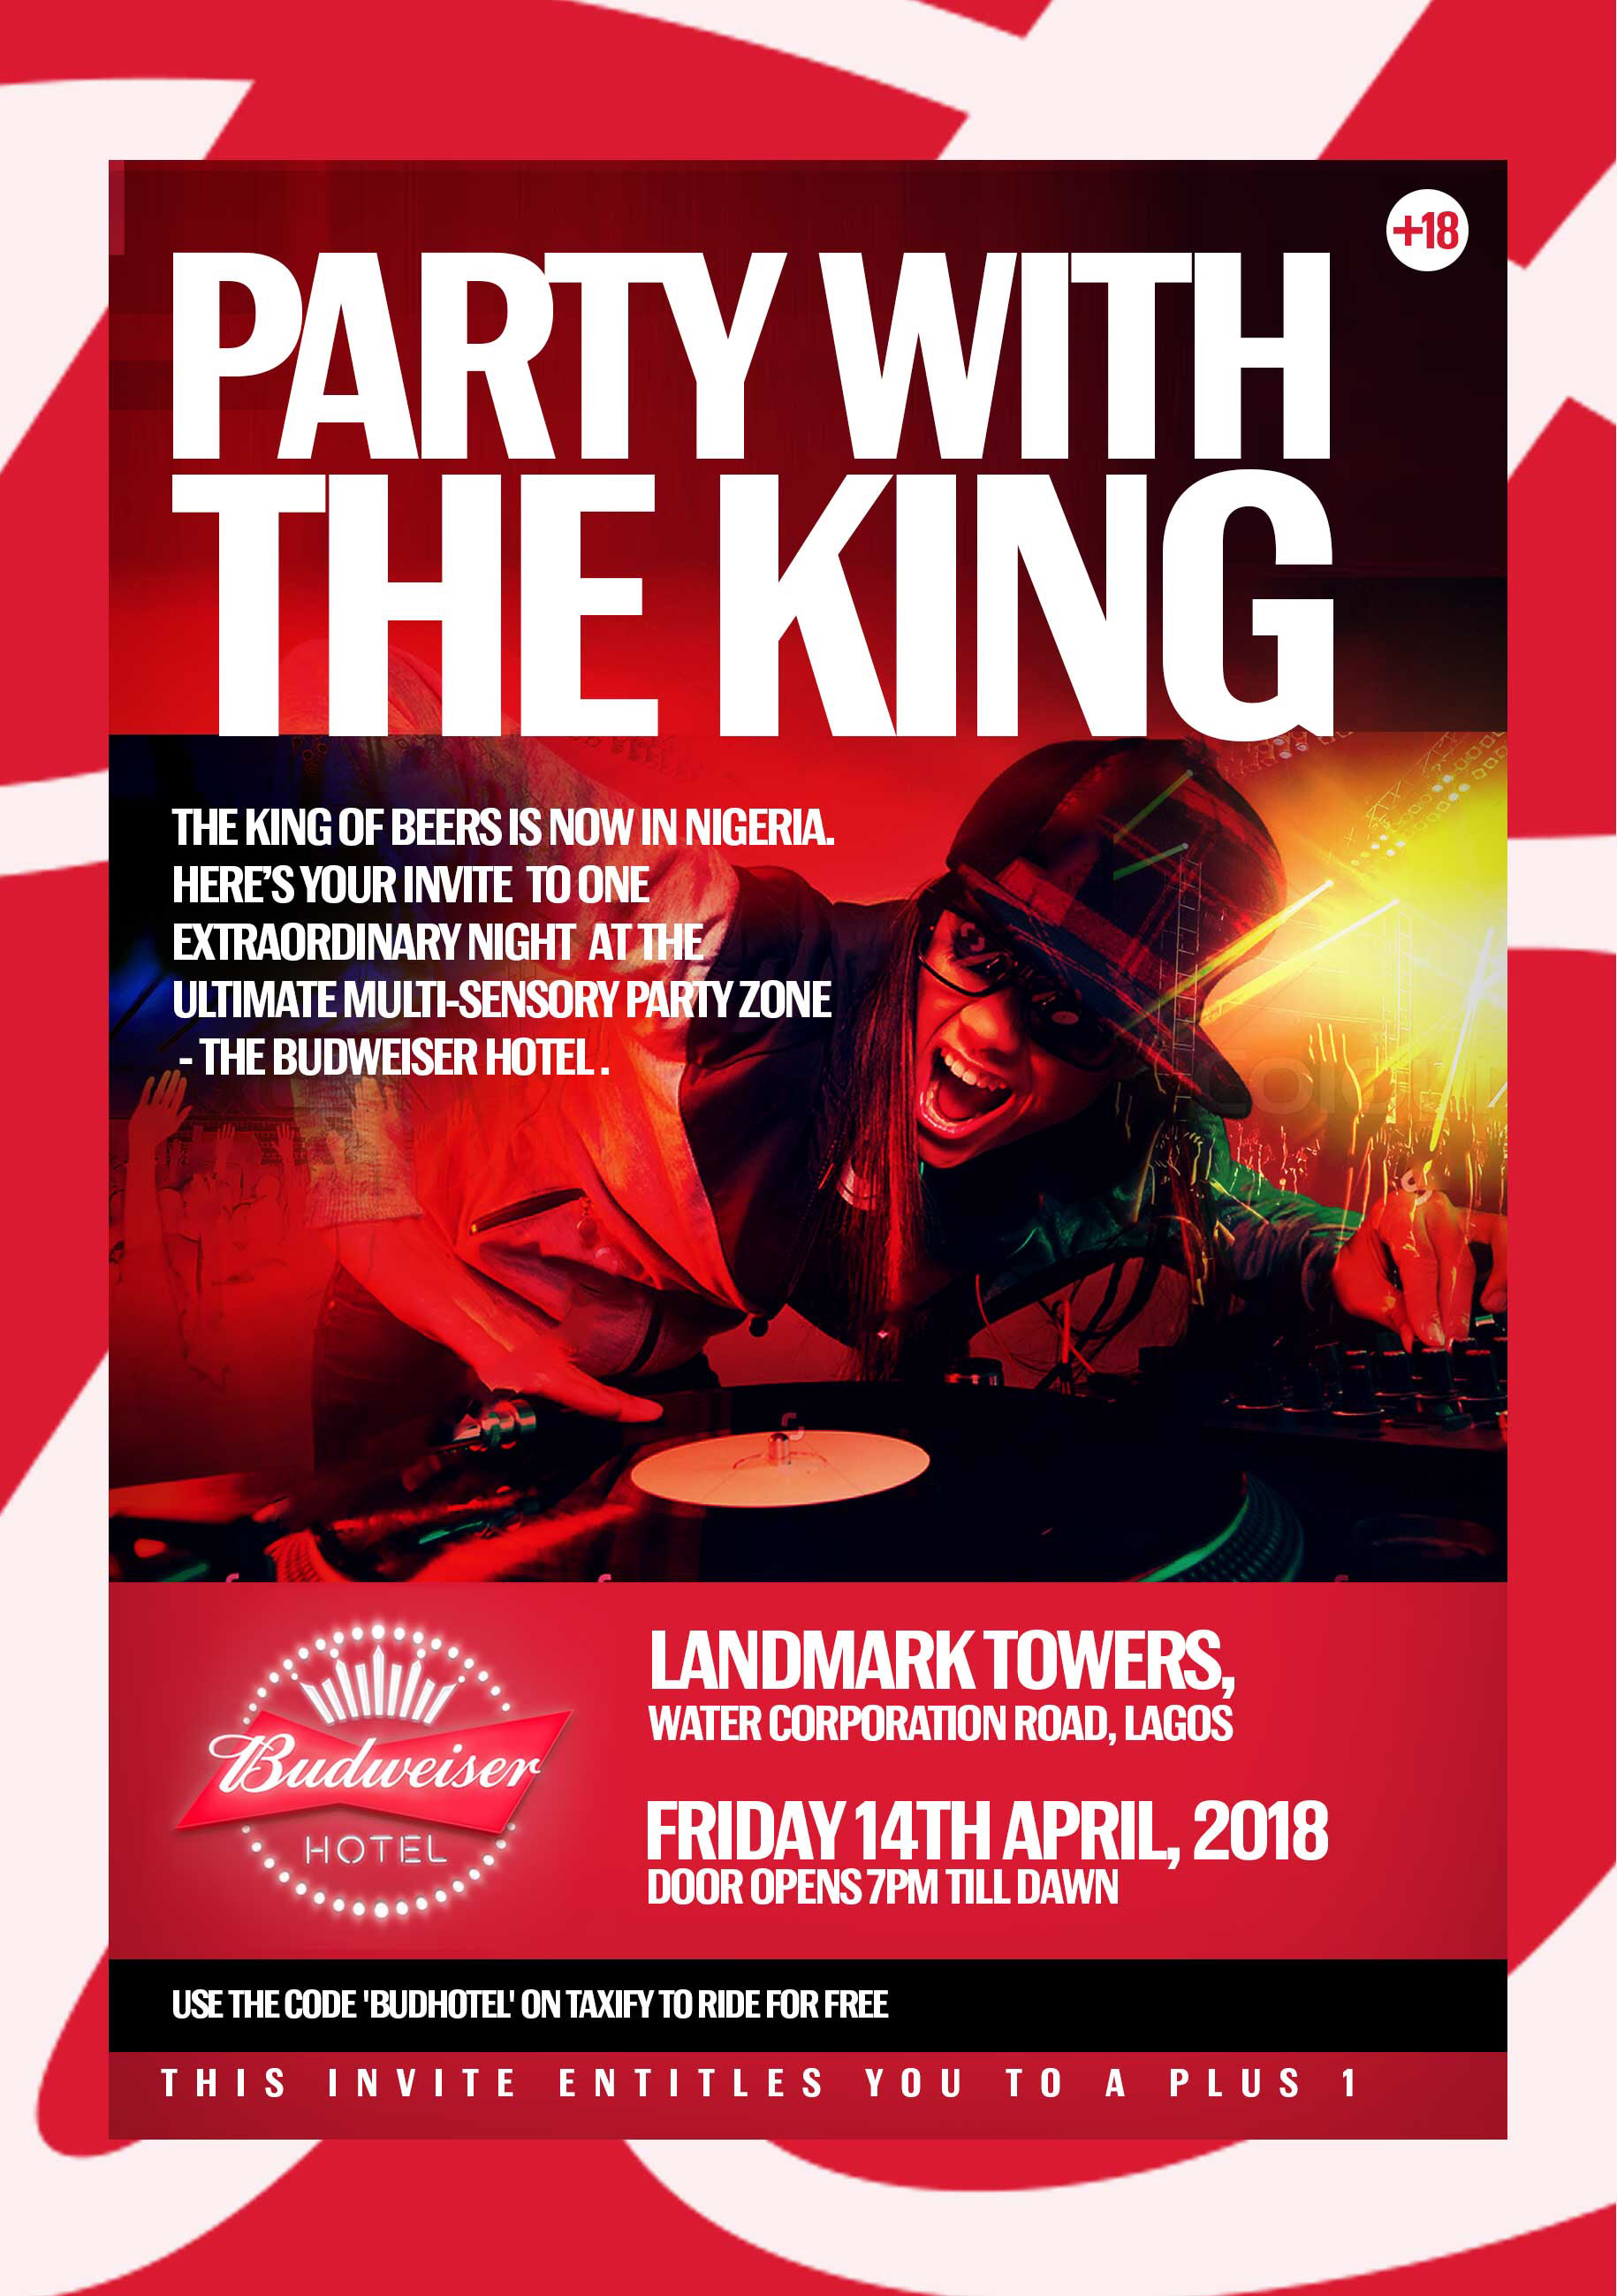 +18
PARTY WITH
THE KING
THE KING OF BEERS IS NOW IN NIGERIA.
HERE'S YOUR INVITE TO ONE
EXTRAORDINARY NIGHT AT THE
ULTIMATE MULTI-SENSORY PARTY ZONE
- THE BUDWEISER HOTEL.
Budweiser
HOTEL
LANDMARK TOWERS,
WATER CORPORATION ROAD, LAGOS
FRIDAY 14TH APRIL, 2018
DOOR OPENS 7PM TILL DAWN
USE THE CODE 'BUDHOTEL' ON TAXIFY TO RIDE FOR FREE
THIS INVITE ENTITLES YOU TO A PLUS 1